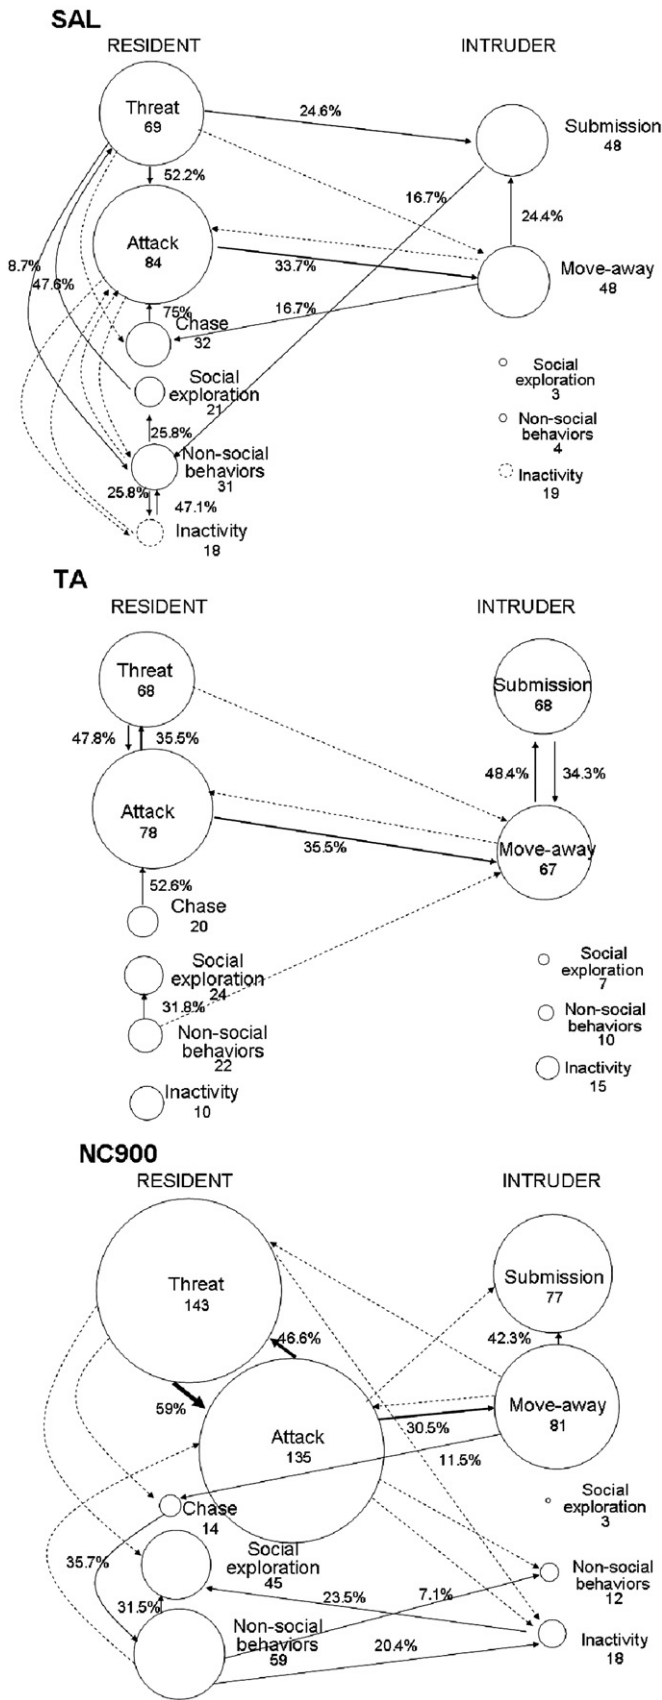 SAL
RESIDENT
INTRUDER
Threat
69
24.6%
Submission
48
52.2%
16.7%
24.4%
Attack
84
33.7%
Move-away
48
8.7%
47.6%
75%
16.7%
Chase
32
Social
exploration
21
Social
exploration
3
25.8%
Non-social
behaviors
4
Non-social
behaviors
31
25.8%
47.1%
Inactivity
19
Inactivity
18
TA
RESIDENT
INTRUDER
Threat
68
Submission
68
47.8%
35.5%
48.4%
34.3%
Attack
78
35.5%
Move-away
67
52.6%
Chase
20
Social
exploration
24
Social
exploration
7
31.8%
Non-social
behaviors
22
Non-social
behaviors
10
Inactivity
10
Inactivity
15
NC900
RESIDENT
INTRUDER
Threat
143
Submission
77
46.6%
42.3%
59%
Attack
135
30.5%
Move-away
81
11.5%
Chase
14
Social
exploration
3
35.7%
Social
exploration
45
Non-social
behaviors
12
31.5%
23.5%
7.1%
Non-social
behaviors
59
20.4%
Inactivity
18